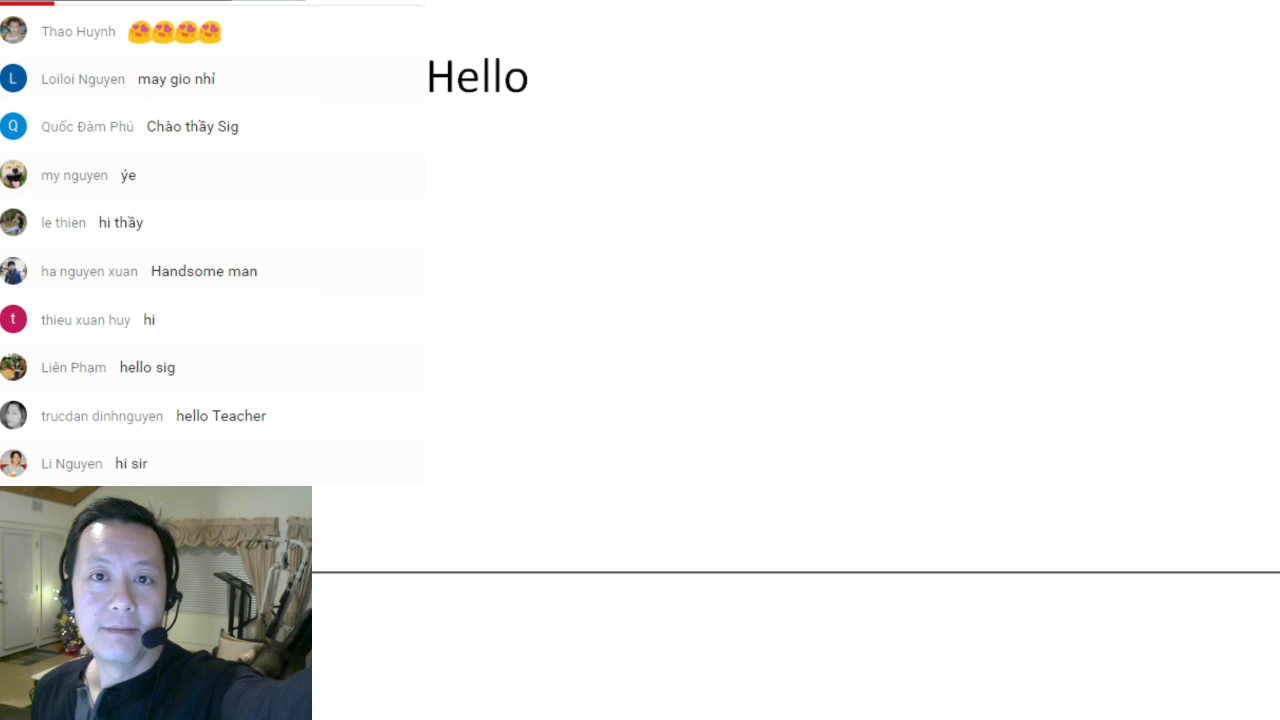 Thao Huynh 😍😍😍😍
L Loiloi Nguyen may gio nhỉ
Q Quốc Đàm Phú Chào thầy Sig
my nguyen ýe
le thien hi thầy
ha nguyen xuan Handsome man
t thieu xuan huy hi
Liên Phạm hello sig
trucdan dinhnguyen hello Teacher
Li Nguyen hi sir
Hello